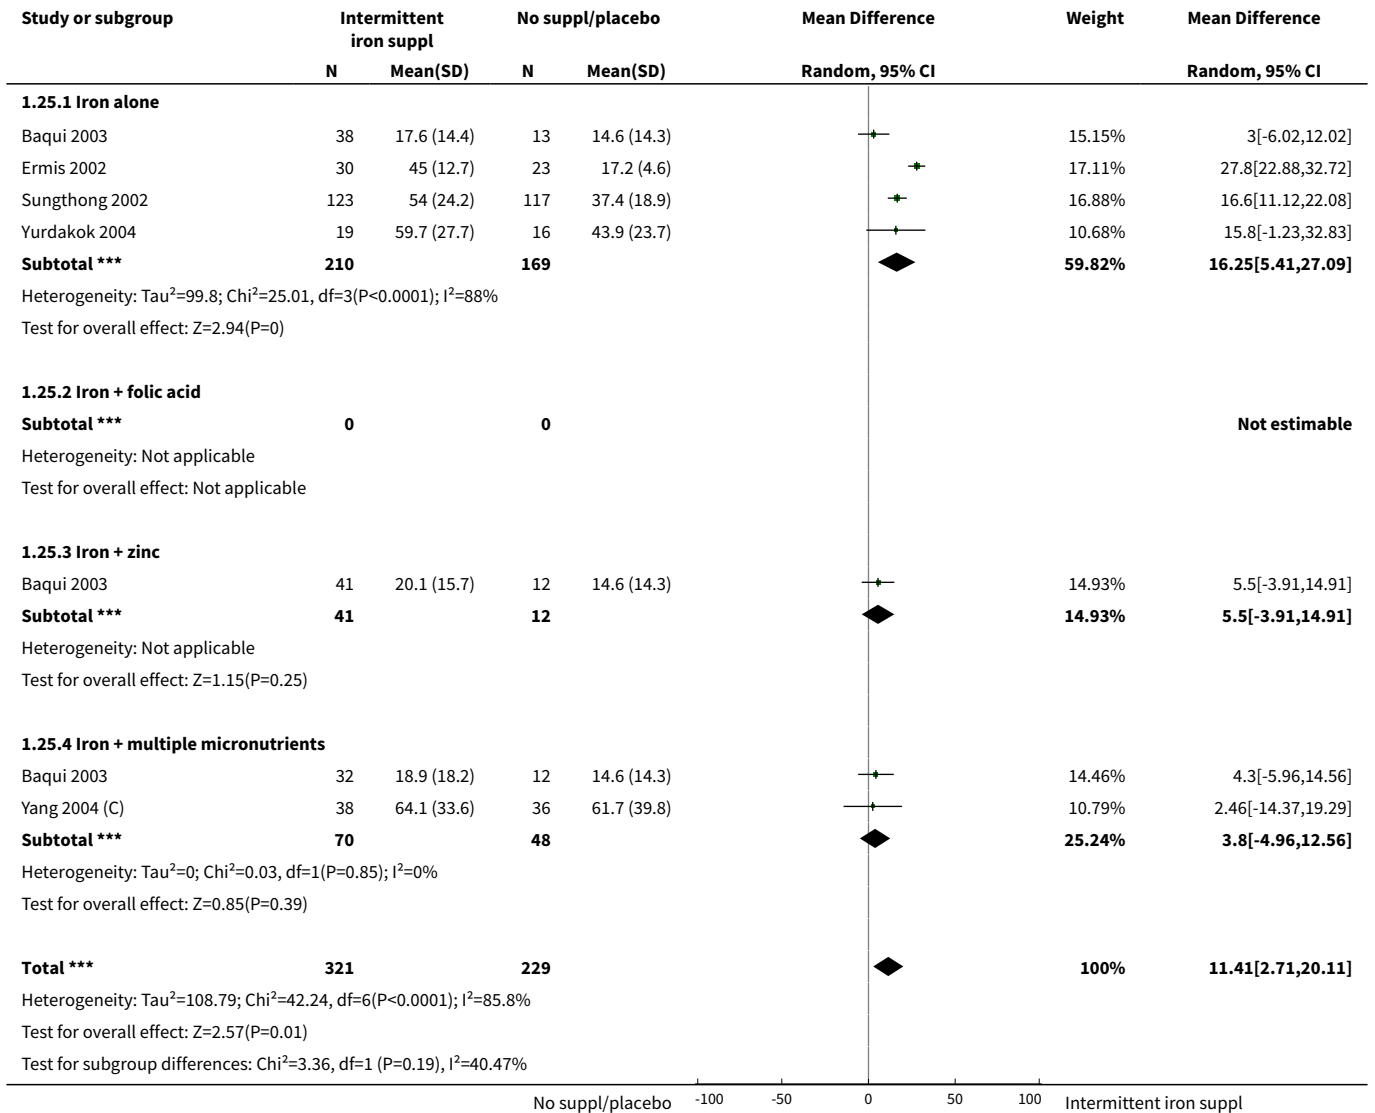 Study or subgroup Intermittent iron suppl No suppl/placebo Mean Difference Weight Mean Difference
N Mean(SD) N Mean(SD) Random, 95% CI Random, 95% CI
1.25.1 Iron alone
Baqui 2003 38 17.6 (14.4) 13 14.6 (14.3) 15.15% 3[-6.02,12.02]
Ermis 2002 30 45 (12.7) 23 17.2 (4.6) 17.11% 27.8[22.88,32.72]
Sungthong 2002 123 54 (24.2) 117 37.4 (18.9) 16.88% 16.6[11.12,22.08]
Yurdakok 2004 19 59.7 (27.7) 16 43.9 (23.7) 10.68% 15.8[-1.23,32.83]
Subtotal *** 210 169 59.82% 16.25[5.41,27.09]
Heterogeneity: Tau²=99.8; Chi²=25.01, df=3(P<0.0001); I²=88%
Test for overall effect: Z=2.94(P=0)
1.25.2 Iron + folic acid
Subtotal *** 0 0 Not estimable
Heterogeneity: Not applicable
Test for overall effect: Not applicable
1.25.3 Iron + zinc
Baqui 2003 41 20.1 (15.7) 12 14.6 (14.3) 14.93% 5.5[-3.91,14.91]
Subtotal *** 41 12 14.93% 5.5[-3.91,14.91]
Heterogeneity: Not applicable
Test for overall effect: Z=1.15(P=0.25)
1.25.4 Iron + multiple micronutrients
Baqui 2003 32 18.9 (18.2) 12 14.6 (14.3) 14.46% 4.3[-5.96,14.56]
Yang 2004 (C) 38 64.1 (33.6) 36 61.7 (39.8) 10.79% 2.46[-14.37,19.29]
Subtotal *** 70 48 25.24% 3.8[-4.96,12.56]
Heterogeneity: Tau²=0; Chi²=0.03, df=1(P=0.85); I²=0%
Test for overall effect: Z=0.85(P=0.39)
Total *** 321 229 100% 11.41[2.71,20.11]
Heterogeneity: Tau²=108.79; Chi²=42.24, df=6(P<0.0001); I²=85.8%
Test for overall effect: Z=2.57(P=0.01)
Test for subgroup differences: Chi²=3.36, df=1 (P=0.19), I²=40.47%
No suppl/placebo -100 -50 0 50 100 Intermittent iron suppl